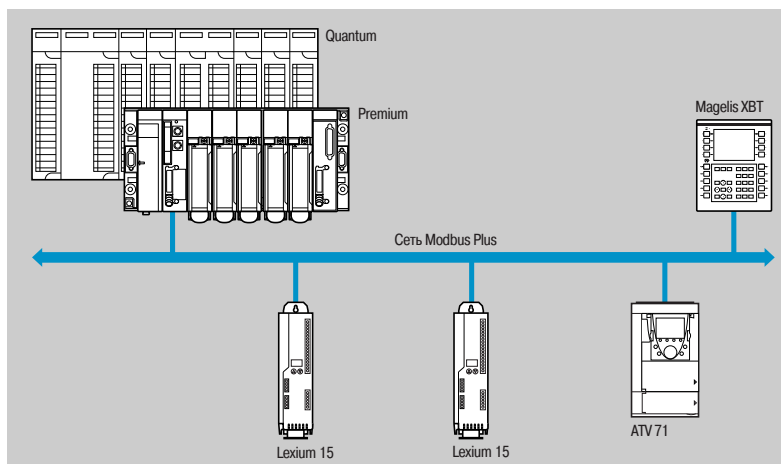 Quantum
Premium
Magelis XBT
Сеть Modbus Plus
Lexium 15
Lexium 15
ATV 71